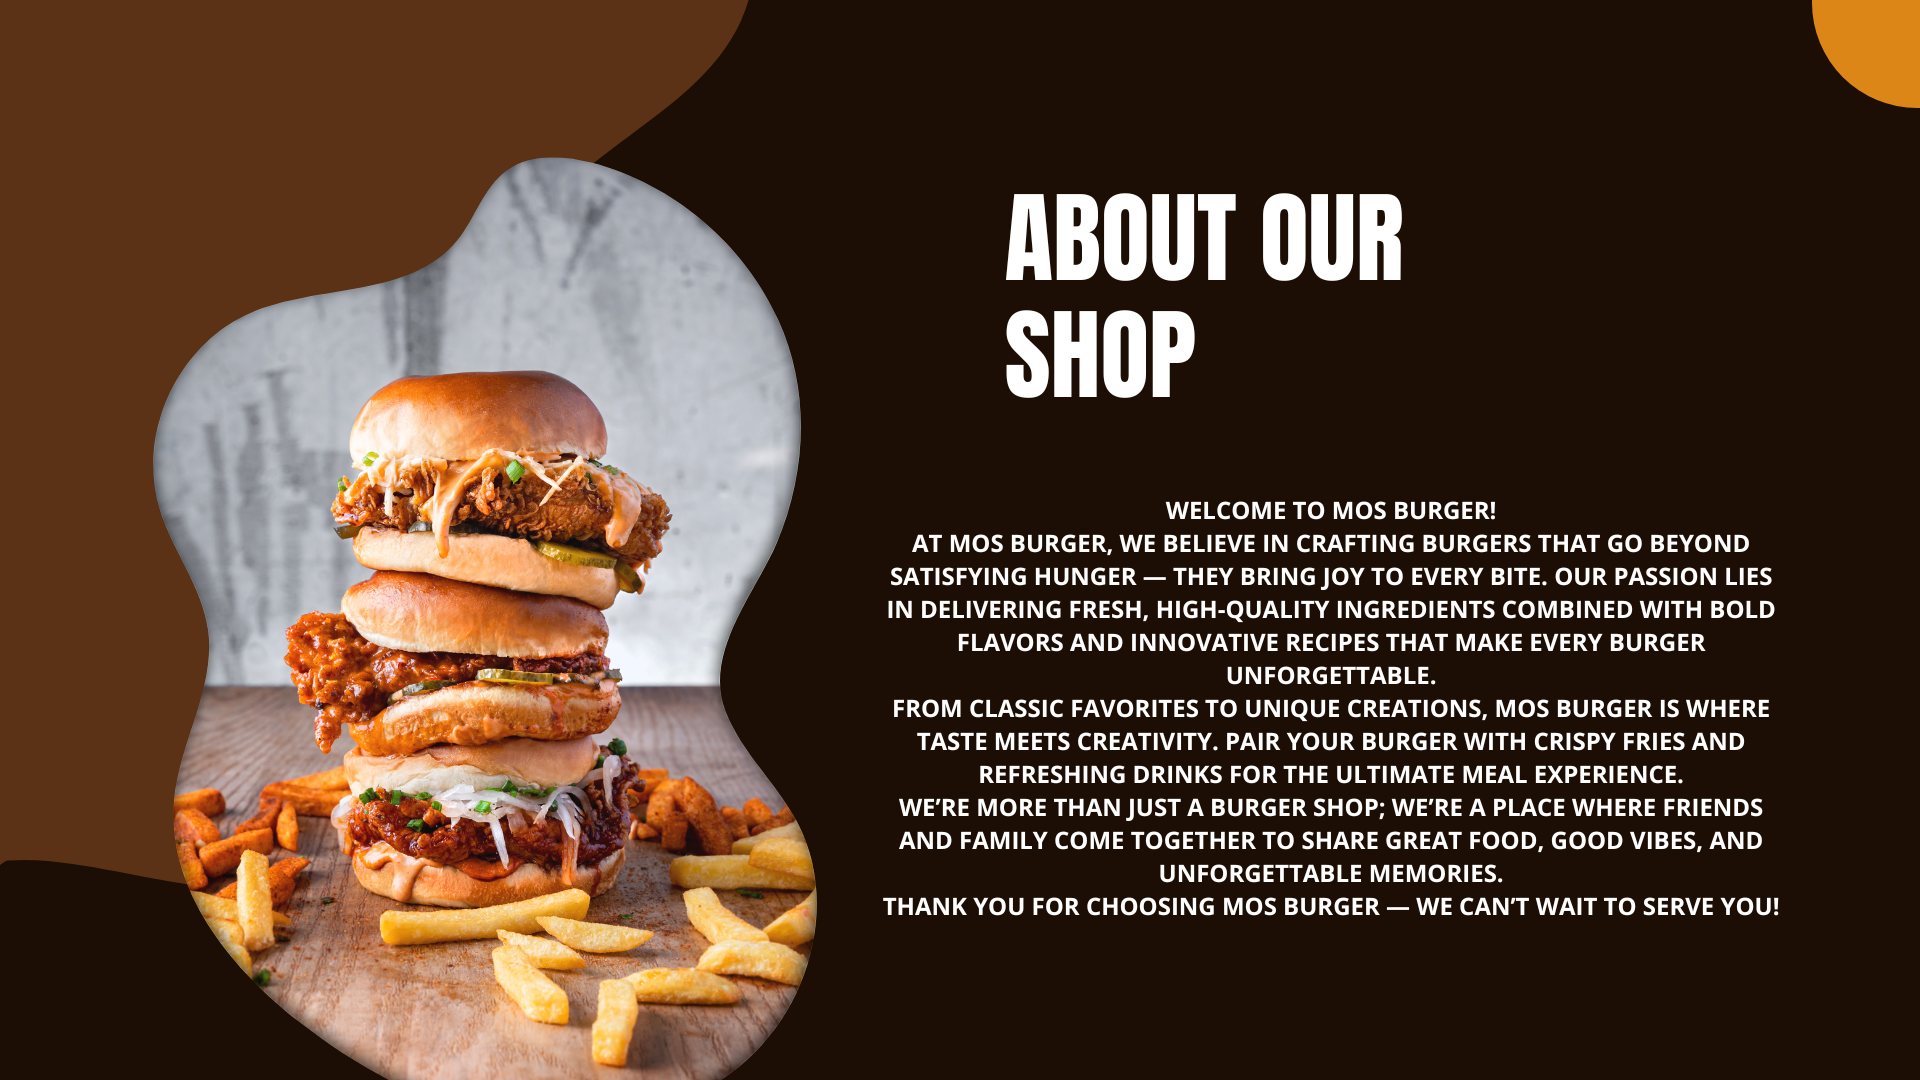 ABOUT OUR
SHOP
WELCOME TO MOS BURGER!
AT MOS BURGER, WE BELIEVE IN CRAFTING BURGERS THAT GO BEYOND
SATISFYING HUNGER — THEY BRING JOY TO EVERY BITE. OUR PASSION LIES
IN DELIVERING FRESH, HIGH-QUALITY INGREDIENTS COMBINED WITH BOLD
FLAVORS AND INNOVATIVE RECIPES THAT MAKE EVERY BURGER
UNFORGETTABLE.
FROM CLASSIC FAVORITES TO UNIQUE CREATIONS, MOS BURGER IS WHERE
TASTE MEETS CREATIVITY. PAIR YOUR BURGER WITH CRISPY FRIES AND
REFRESHING DRINKS FOR THE ULTIMATE MEAL EXPERIENCE.
WE’RE MORE THAN JUST A BURGER SHOP; WE’RE A PLACE WHERE FRIENDS
AND FAMILY COME TOGETHER TO SHARE GREAT FOOD, GOOD VIBES, AND
UNFORGETTABLE MEMORIES.
THANK YOU FOR CHOOSING MOS BURGER — WE CAN’T WAIT TO SERVE YOU!